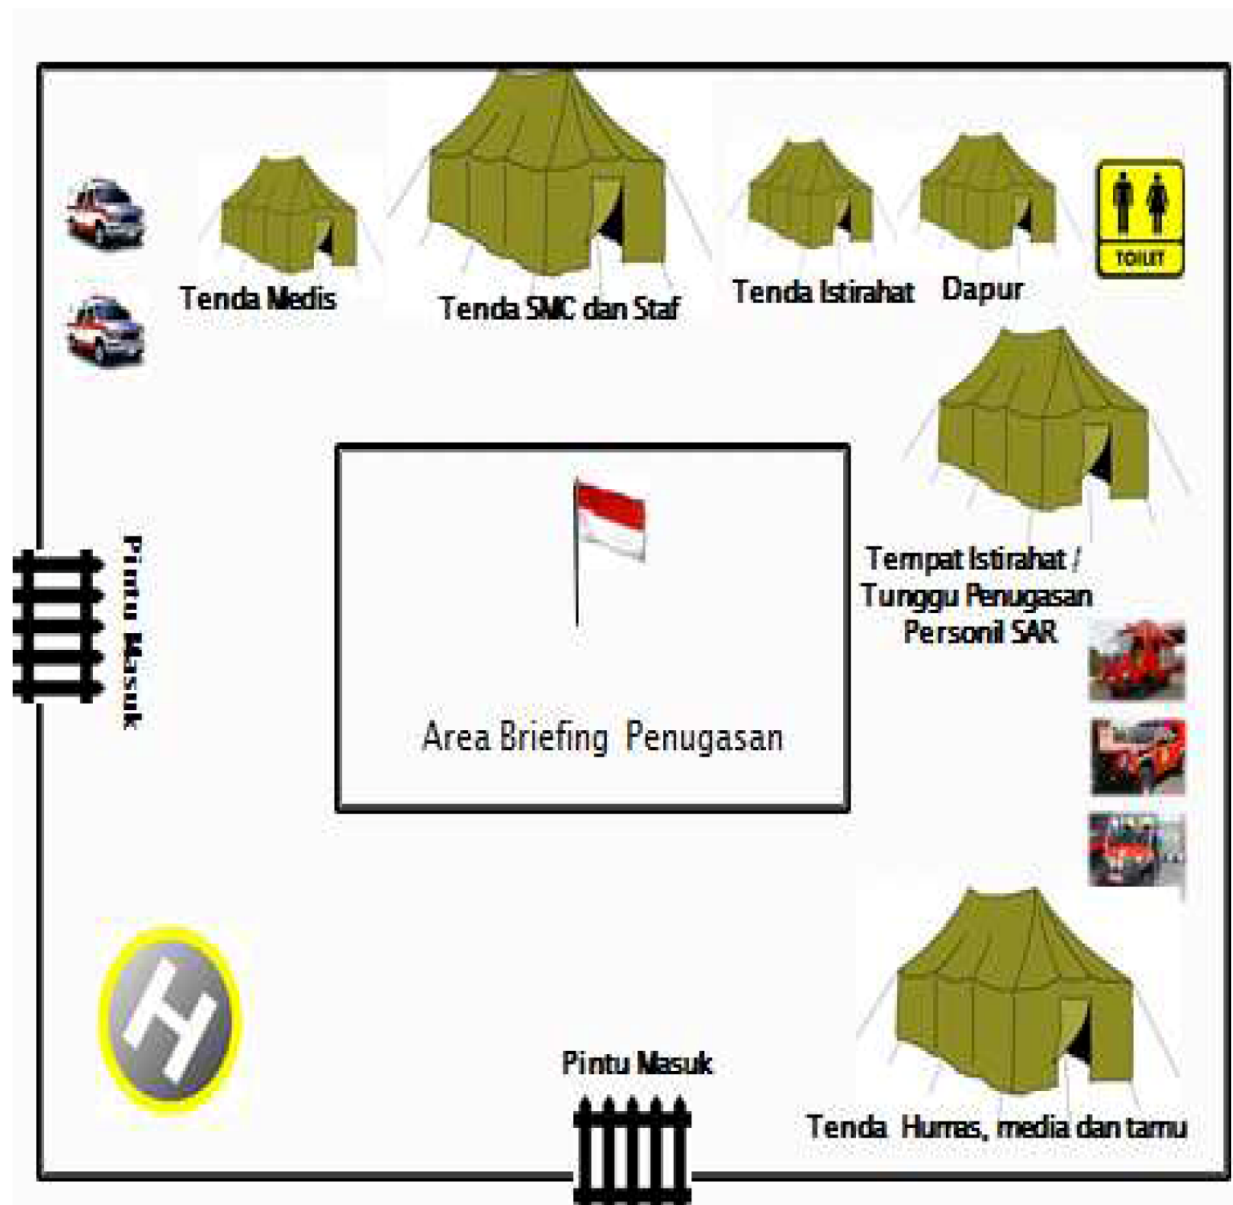 Tenda Medis
Tenda SMC dan Staf
Tenda Istirahat
Dapur
TOILET
Tempat Istirahat /
Tunggu Penugasan
Personil SAR
Pintu Masuk
Area Briefing Penugasan
H
Pintu Masuk
Tenda Humas, media dan tamu